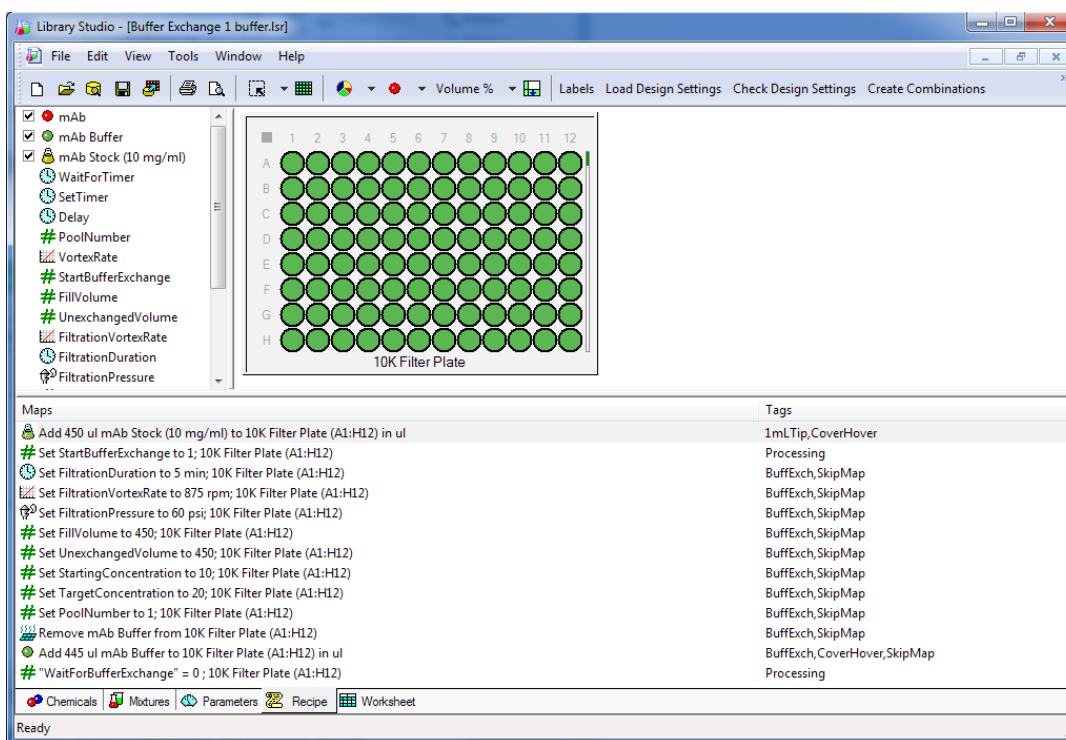 Library Studio - [Buffer Exchange 1 buffer.lsr]
File Edit View Tools Window Help
Volume % Labels Load Design Settings Check Design Settings Create Combinations
mAb
mAb Buffer
mAb Stock (10 mg/ml)
WaitForTimer
SetTimer
Delay
# PoolNumber
VortexRate
# StartBufferExchange
# FillVolume
# UnexchangedVolume
FiltrationVortexRate
FiltrationDuration
FiltrationPressure
1 2 3 4 5 6 7 8 9 10 11 12
A
B
C
D
E
F
G
H
10K Filter Plate
Maps Tags
Add 450 ul mAb Stock (10 mg/ml) to 10K Filter Plate (A1:H12) in ul 1mLTip,CoverHover
# Set StartBufferExchange to 1; 10K Filter Plate (A1:H12) Processing
Set FiltrationDuration to 5 min; 10K Filter Plate (A1:H12) BuffExch,SkipMap
Set FiltrationVortexRate to 875 rpm; 10K Filter Plate (A1:H12) BuffExch,SkipMap
Set FiltrationPressure to 60 psi; 10K Filter Plate (A1:H12) BuffExch,SkipMap
# Set FillVolume to 450; 10K Filter Plate (A1:H12) BuffExch,SkipMap
# Set UnexchangedVolume to 450; 10K Filter Plate (A1:H12) BuffExch,SkipMap
# Set StartingConcentration to 10; 10K Filter Plate (A1:H12) BuffExch,SkipMap
# Set TargetConcentration to 20; 10K Filter Plate (A1:H12) BuffExch,SkipMap
# Set PoolNumber to 1; 10K Filter Plate (A1:H12) BuffExch,SkipMap
Remove mAb Buffer from 10K Filter Plate (A1:H12) BuffExch,SkipMap
Add 445 ul mAb Buffer to 10K Filter Plate (A1:H12) in ul BuffExch,CoverHover,SkipMap
# "WaitForBufferExchange" = 0 ; 10K Filter Plate (A1:H12) Processing
Chemicals Mixtures Parameters Recipe Worksheet
Ready